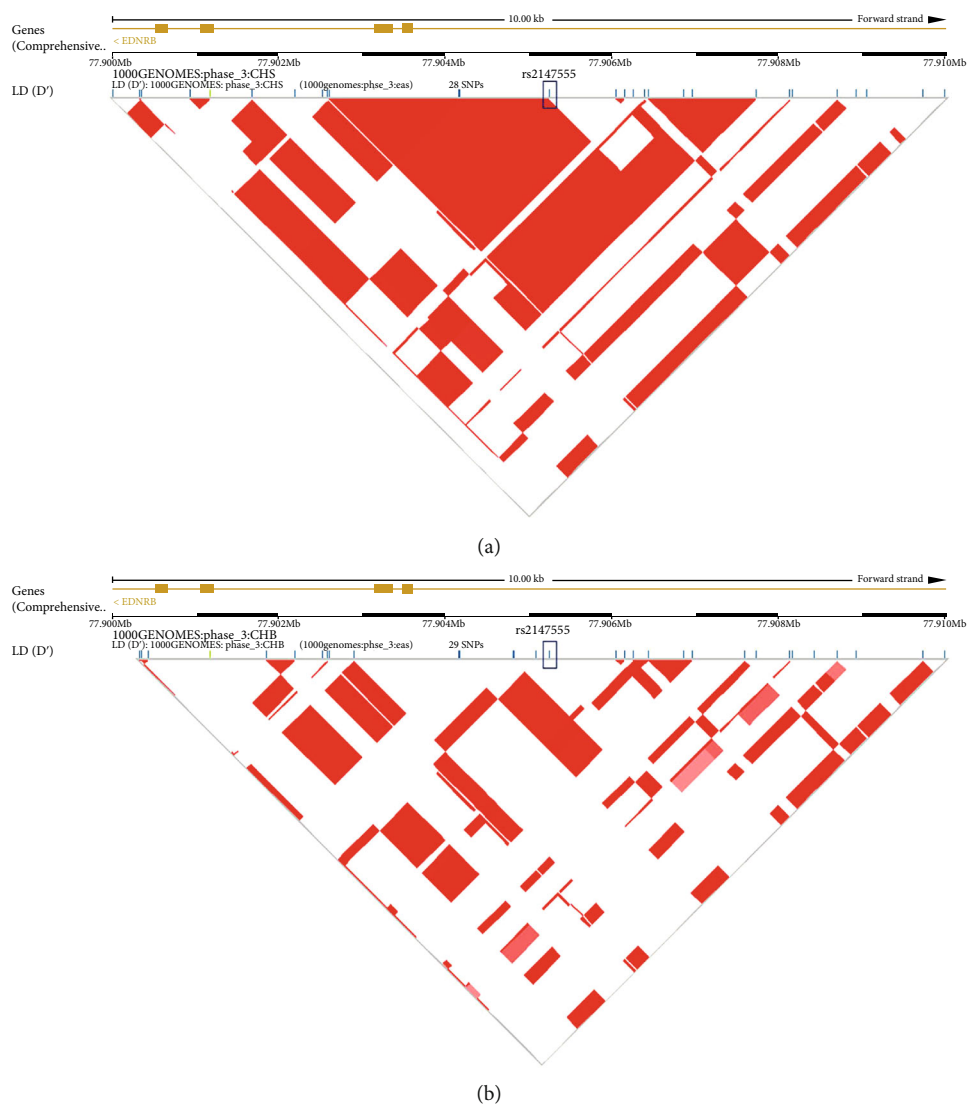 10.00 kb
Forward strand
Genes
(Comprehensive..
< EDNRB
77.900Mb 77.902Mb 77.904Mb 77.906Mb 77.908Mb 77.910Mb
1000GENOMES:phase_3:CHS
rs2147555
LD (D′)
LD (D′): 1000GENOMES: phase_3:CHS (1000genomes:phse_3:eas) 28 SNPs
(a)
10.00 kb
Forward strand
Genes
(Comprehensive..
< EDNRB
77.900Mb 77.902Mb 77.904Mb 77.906Mb 77.908Mb 77.910Mb
1000GENOMES:phase_3:CHB
rs2147555
LD (D′)
LD (D′): 1000GENOMES: phase_3:CHB (1000genomes:phse_3:eas) 29 SNPs
(b)